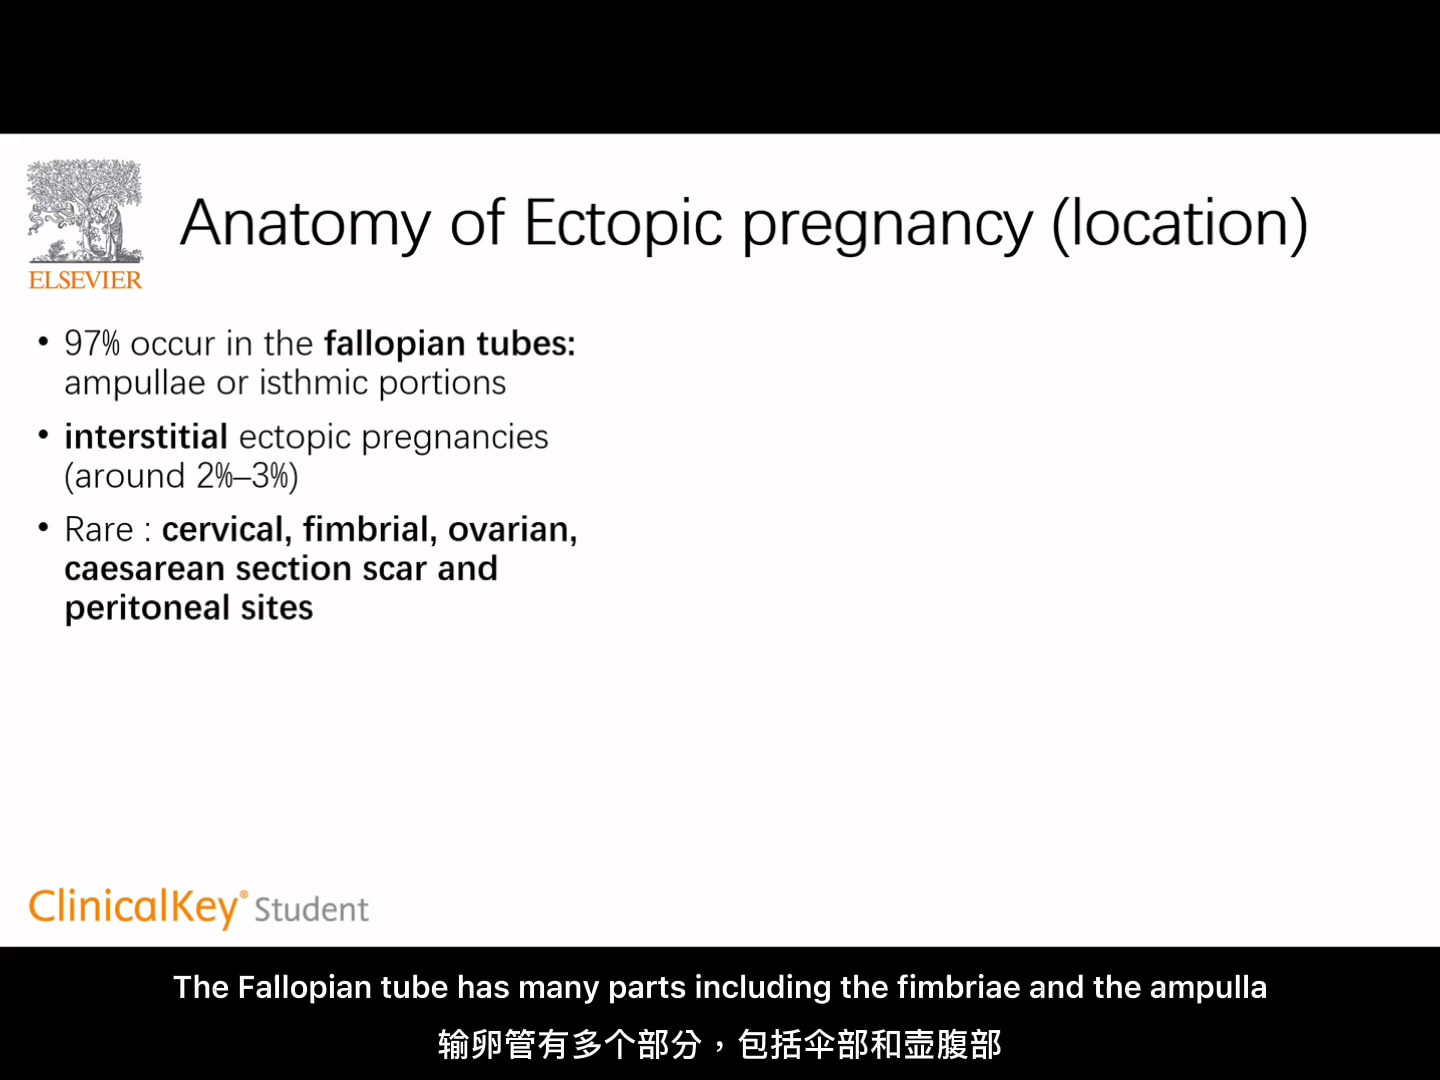 ELSEVIER
Anatomy of Ectopic pregnancy (location)
• 97% occur in the fallopian tubes:
ampullae or isthmic portions
• interstitial ectopic pregnancies
(around 2%–3%)
• Rare : cervical, fimbrial, ovarian,
caesarean section scar and
peritoneal sites
ClinicalKey® Student
The Fallopian tube has many parts including the fimbriae and the ampulla
输卵管有多个部分，包括伞部和壶腹部